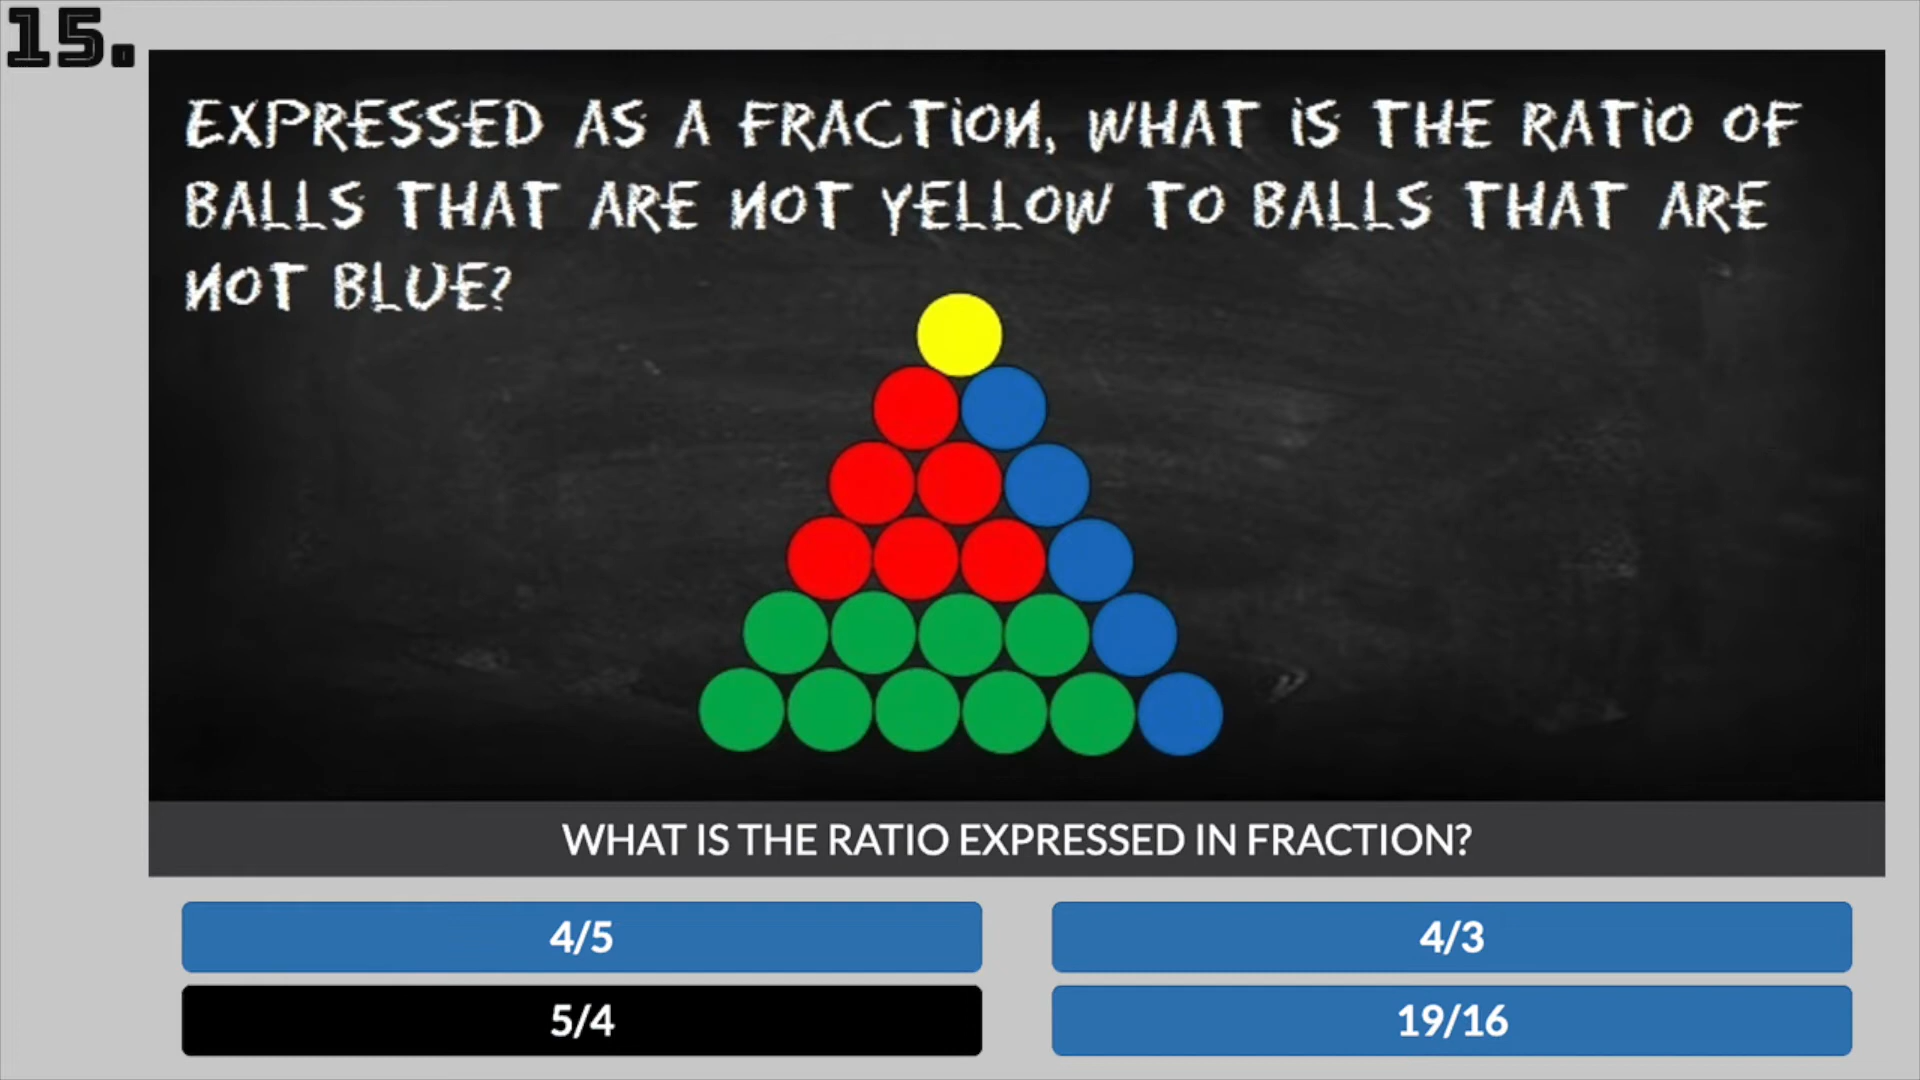 15.
EXPRESSED AS A FRACTION, WHAT IS THE RATIO OF
BALLS THAT ARE NOT YELLOW TO BALLS THAT ARE
NOT BLUE?
WHAT IS THE RATIO EXPRESSED IN FRACTION?
4/5
4/3
5/4
19/16